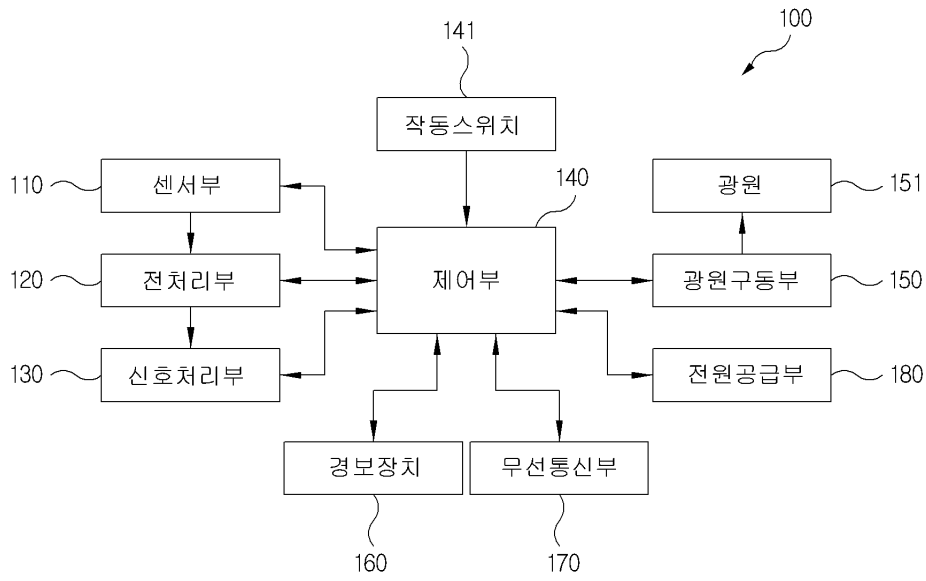 141
100
작동스위치
110
센서부
140
광원
151
120
전처리부
제어부
광원구동부
150
130
신호처리부
전원공급부
180
경보장치
무선통신부
160
170